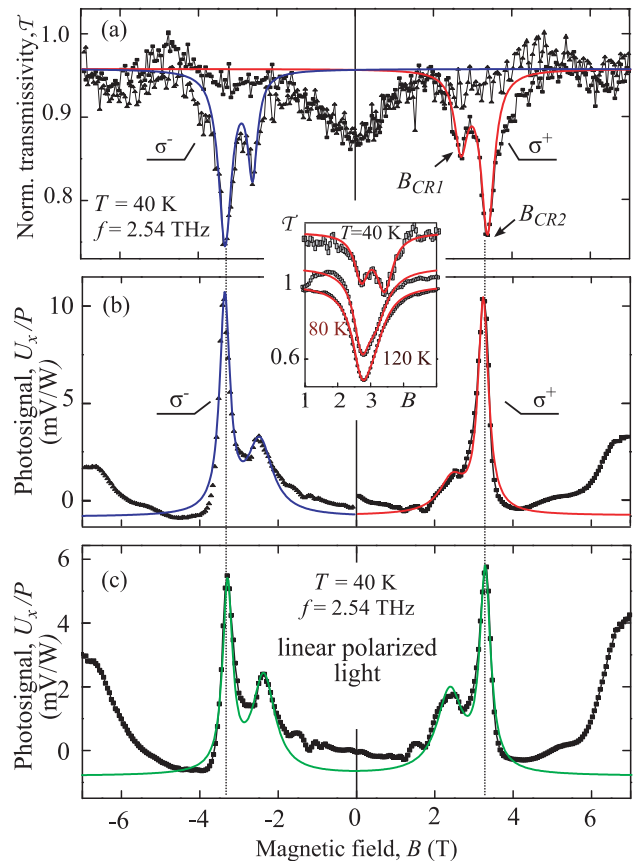 (a)
Norm. transmissivity, 𝒯
1.0
0.9
0.8
σ⁻
σ⁺
B_CR1
B_CR2
T = 40 K
f = 2.54 THz
𝒯
T=40 K
1
80 K
120 K
0.6
1 2 3 B
(b)
Photosignal, U_x/P
(mV/W)
10
5
0
σ⁻
σ⁺
(c)
Photosignal, U_x/P
(mV/W)
6
4
2
0
T = 40 K
f = 2.54 THz
linear polarized
light
-6 -4 -2 0 2 4 6
Magnetic field, B (T)